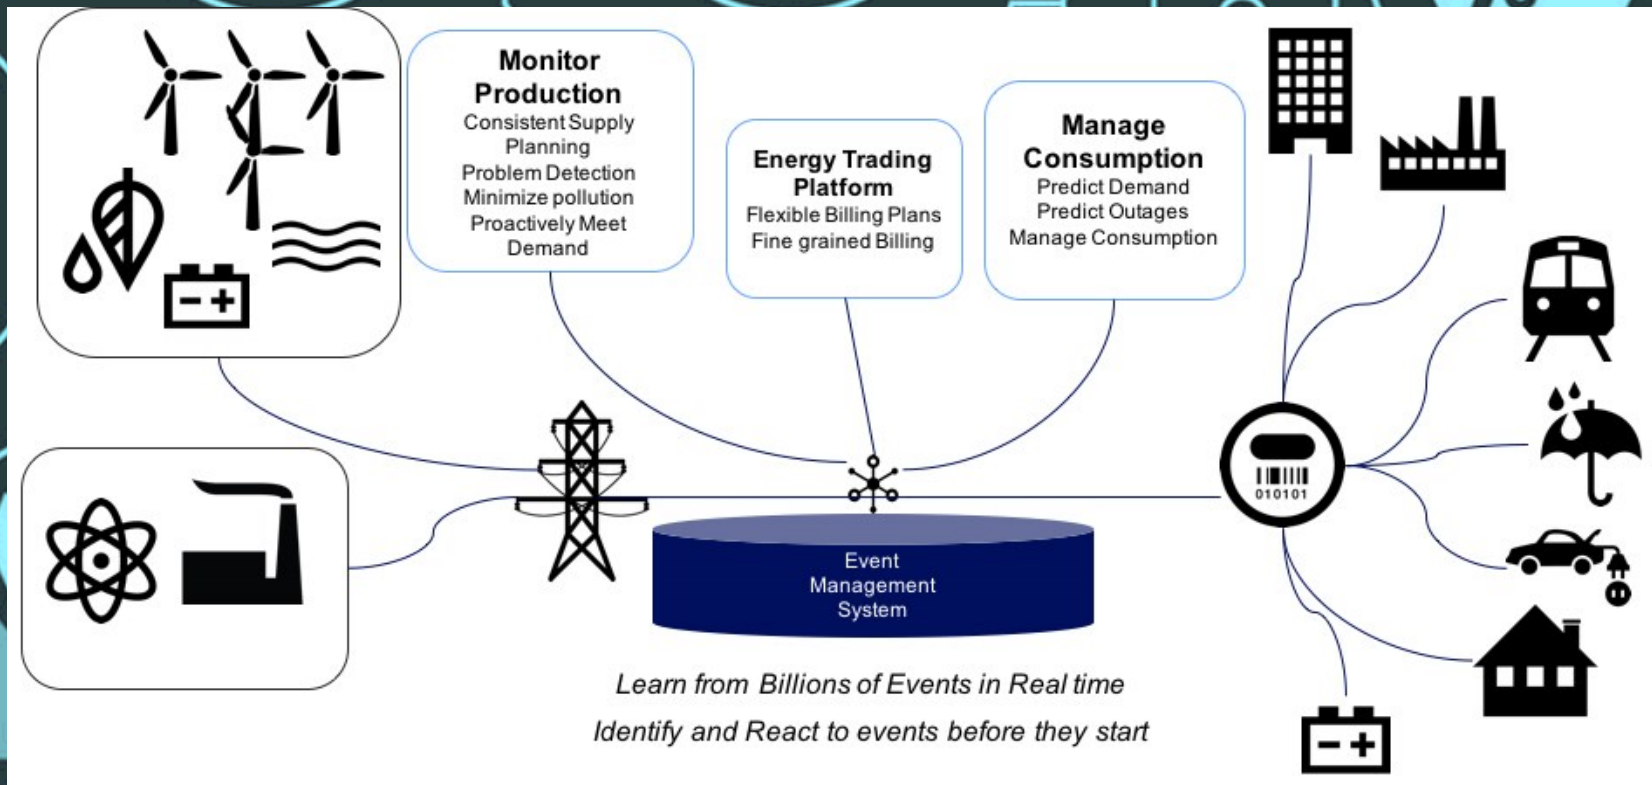 Monitor
Production
Consistent Supply
Planning
Problem Detection
Minimize pollution
Proactively Meet
Demand
Energy Trading
Platform
Flexible Billing Plans
Fine grained Billing
Manage
Consumption
Predict Demand
Predict Outages
Manage Consumption
010101
Event
Management
System
Learn from Billions of Events in Real time
Identify and React to events before they start